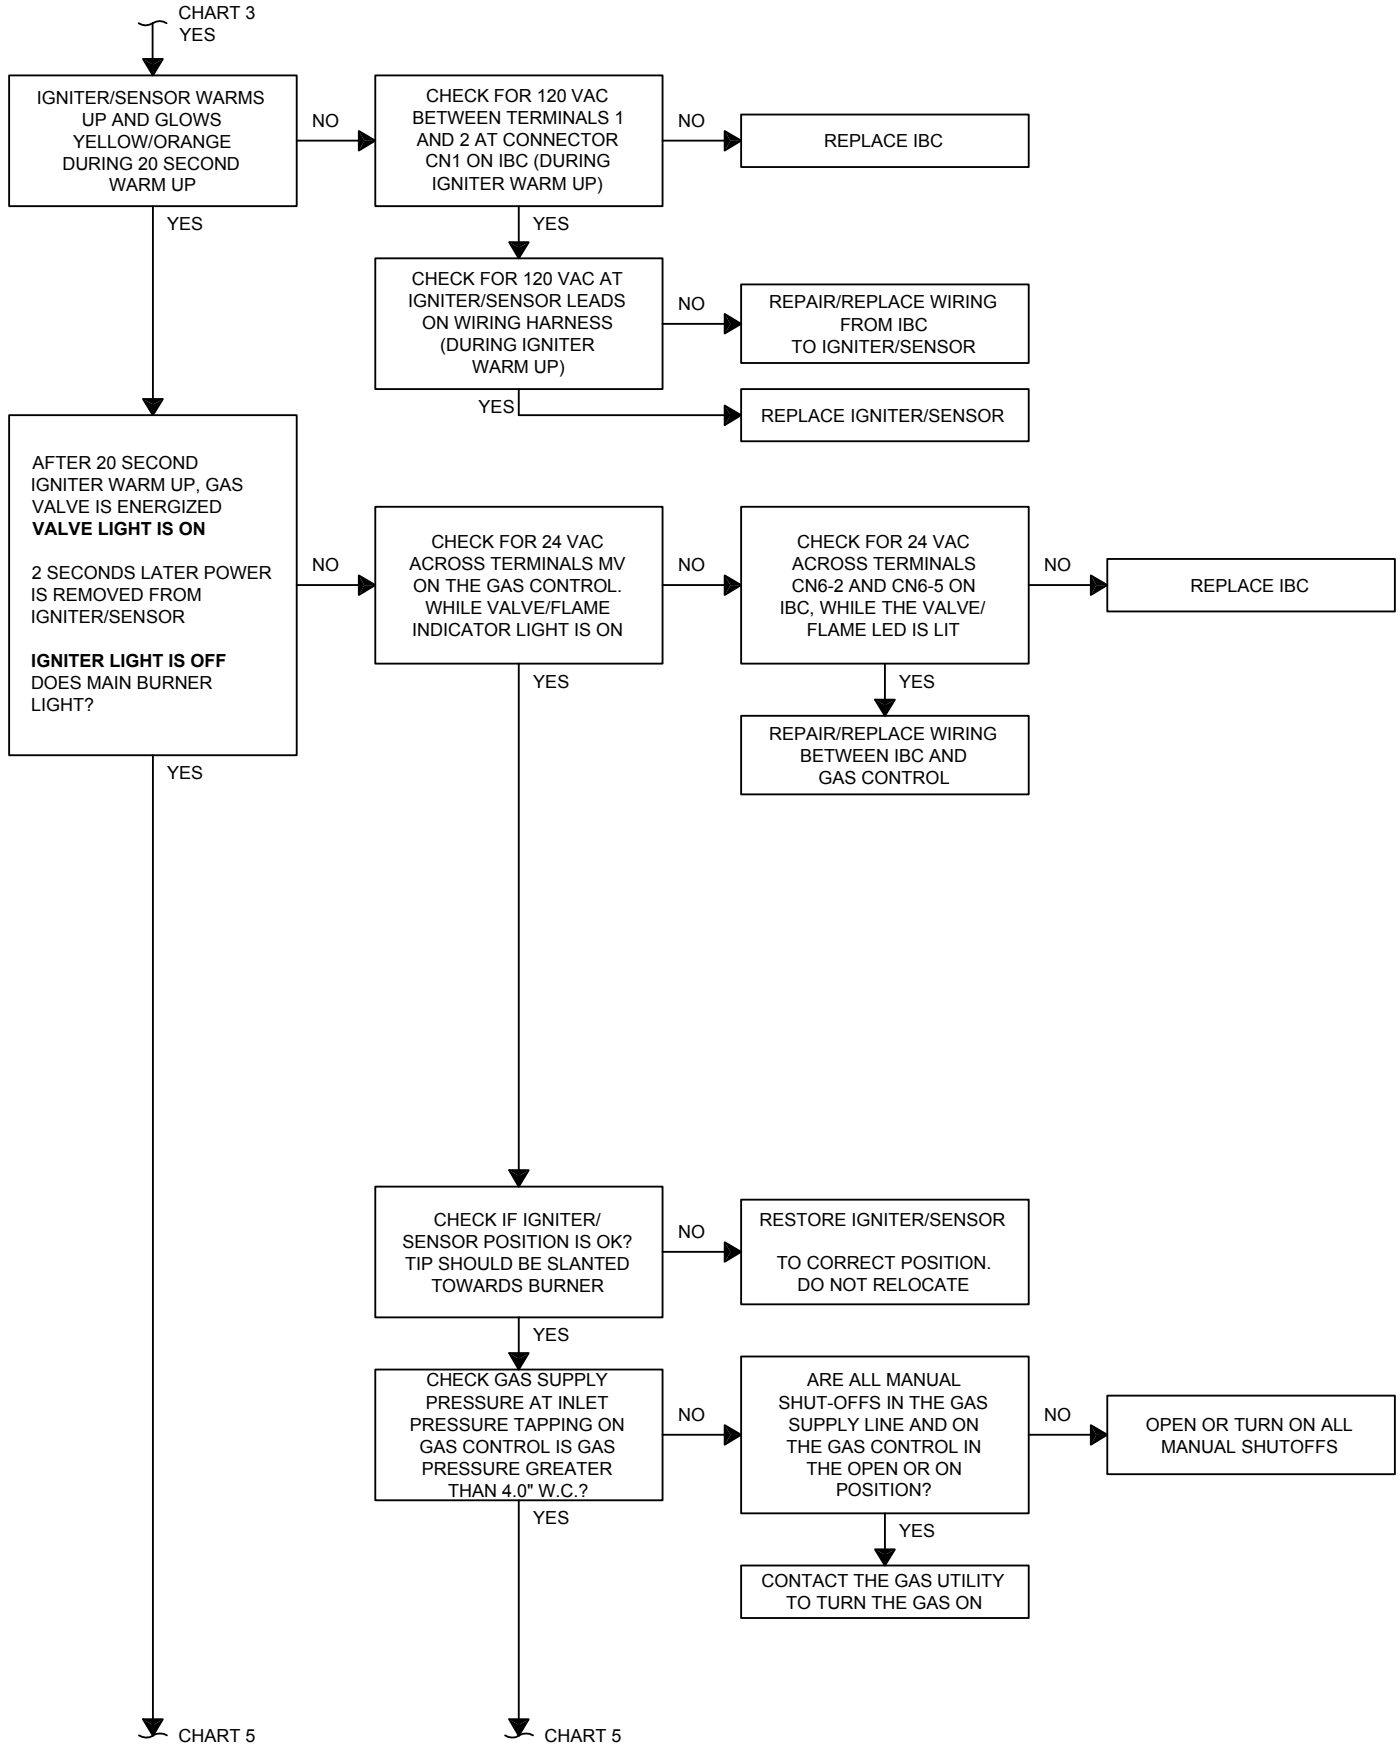 CHART 3
YES
IGNITER/SENSOR WARMS
UP AND GLOWS
YELLOW/ORANGE
DURING 20 SECOND
WARM UP
NO
CHECK FOR 120 VAC
BETWEEN TERMINALS 1
AND 2 AT CONNECTOR
CN1 ON IBC (DURING
IGNITER WARM UP)
NO
REPLACE IBC
YES
YES
CHECK FOR 120 VAC AT
IGNITER/SENSOR LEADS
ON WIRING HARNESS
(DURING IGNITER
WARM UP)
NO
REPAIR/REPLACE WIRING
FROM IBC
TO IGNITER/SENSOR
YES
REPLACE IGNITER/SENSOR
AFTER 20 SECOND
IGNITER WARM UP, GAS
VALVE IS ENERGIZED
VALVE LIGHT IS ON
2 SECONDS LATER POWER
IS REMOVED FROM
IGNITER/SENSOR
IGNITER LIGHT IS OFF
DOES MAIN BURNER
LIGHT?
NO
CHECK FOR 24 VAC
ACROSS TERMINALS MV
ON THE GAS CONTROL.
WHILE VALVE/FLAME
INDICATOR LIGHT IS ON
NO
CHECK FOR 24 VAC
ACROSS TERMINALS
CN6-2 AND CN6-5 ON
IBC, WHILE THE VALVE/
FLAME LED IS LIT
NO
REPLACE IBC
YES
YES
REPAIR/REPLACE WIRING
BETWEEN IBC AND
GAS CONTROL
YES
CHECK IF IGNITER/
SENSOR POSITION IS OK?
TIP SHOULD BE SLANTED
TOWARDS BURNER
NO
RESTORE IGNITER/SENSOR
TO CORRECT POSITION.
DO NOT RELOCATE
YES
CHECK GAS SUPPLY
PRESSURE AT INLET
PRESSURE TAPPING ON
GAS CONTROL IS GAS
PRESSURE GREATER
THAN 4.0" W.C.?
NO
ARE ALL MANUAL
SHUT-OFFS IN THE GAS
SUPPLY LINE AND ON
THE GAS CONTROL IN
THE OPEN OR ON
POSITION?
NO
OPEN OR TURN ON ALL
MANUAL SHUTOFFS
YES
YES
CONTACT THE GAS UTILITY
TO TURN THE GAS ON
CHART 5
CHART 5